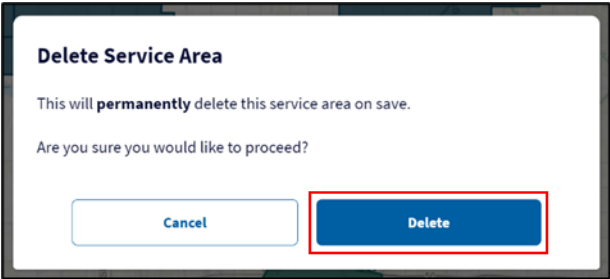 Delete Service Area
This will permanently delete this service area on save.
Are you sure you would like to proceed?
Cancel
Delete